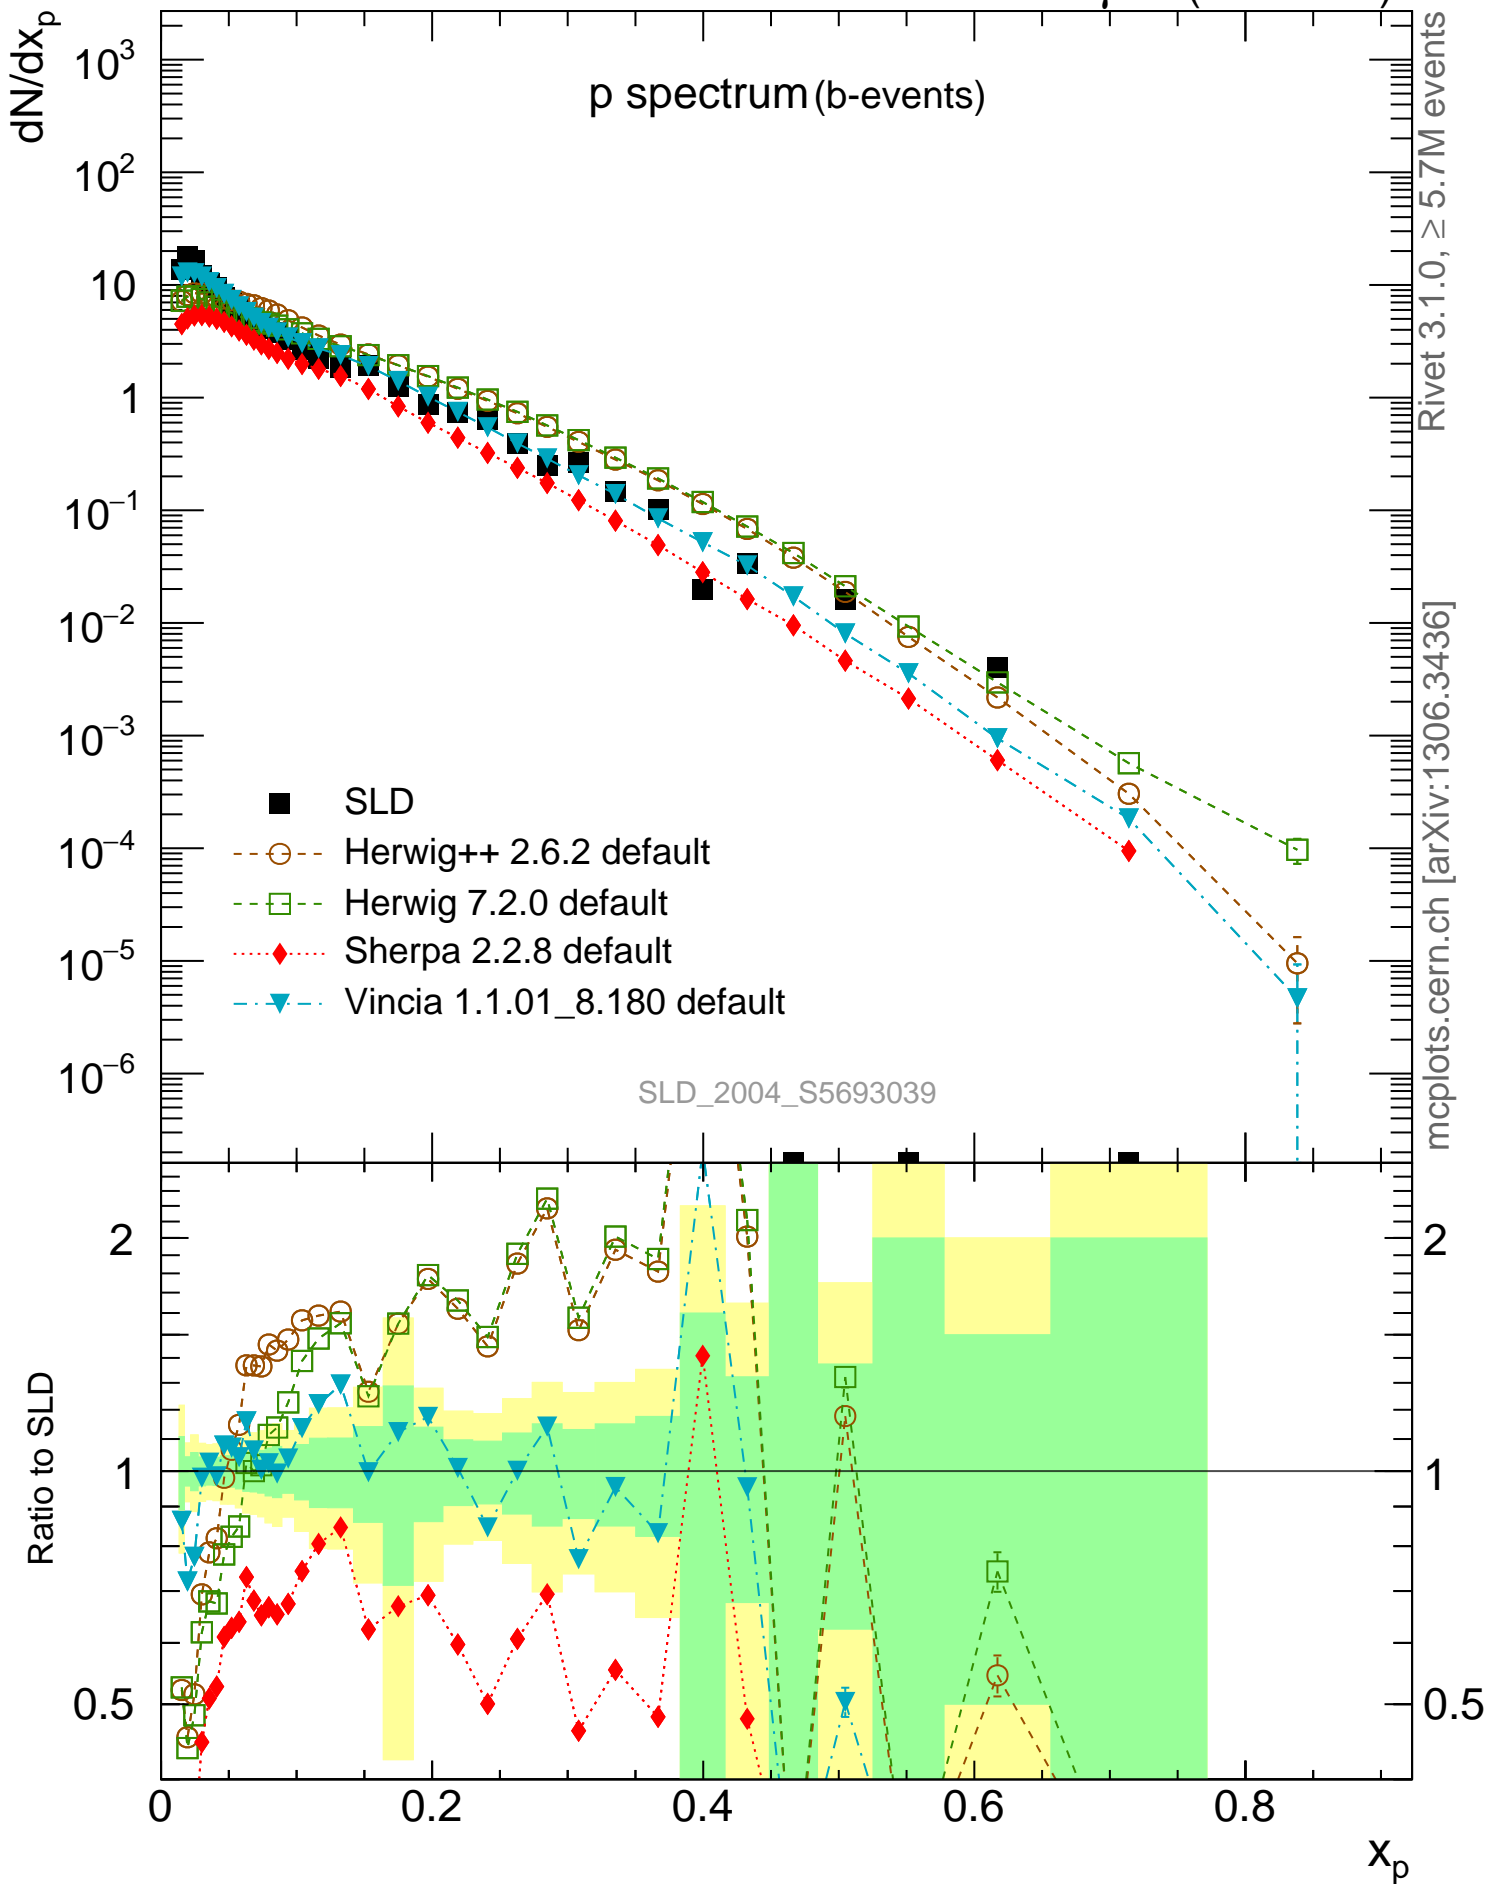 dN/dx_p
p spectrum (b-events)
10^3
10^2
10
1
10^−1
10^−2
10^−3
10^−4
10^−5
10^−6
SLD
Herwig++ 2.6.2 default
Herwig 7.2.0 default
Sherpa 2.2.8 default
Vincia 1.1.01_8.180 default
SLD_2004_S5693039
Rivet 3.1.0, ≥ 5.7M events
mcplots.cern.ch [arXiv:1306.3436]
Ratio to SLD
2
1
0.5
2
1
0.5
0
0.2
0.4
0.6
0.8
x_p